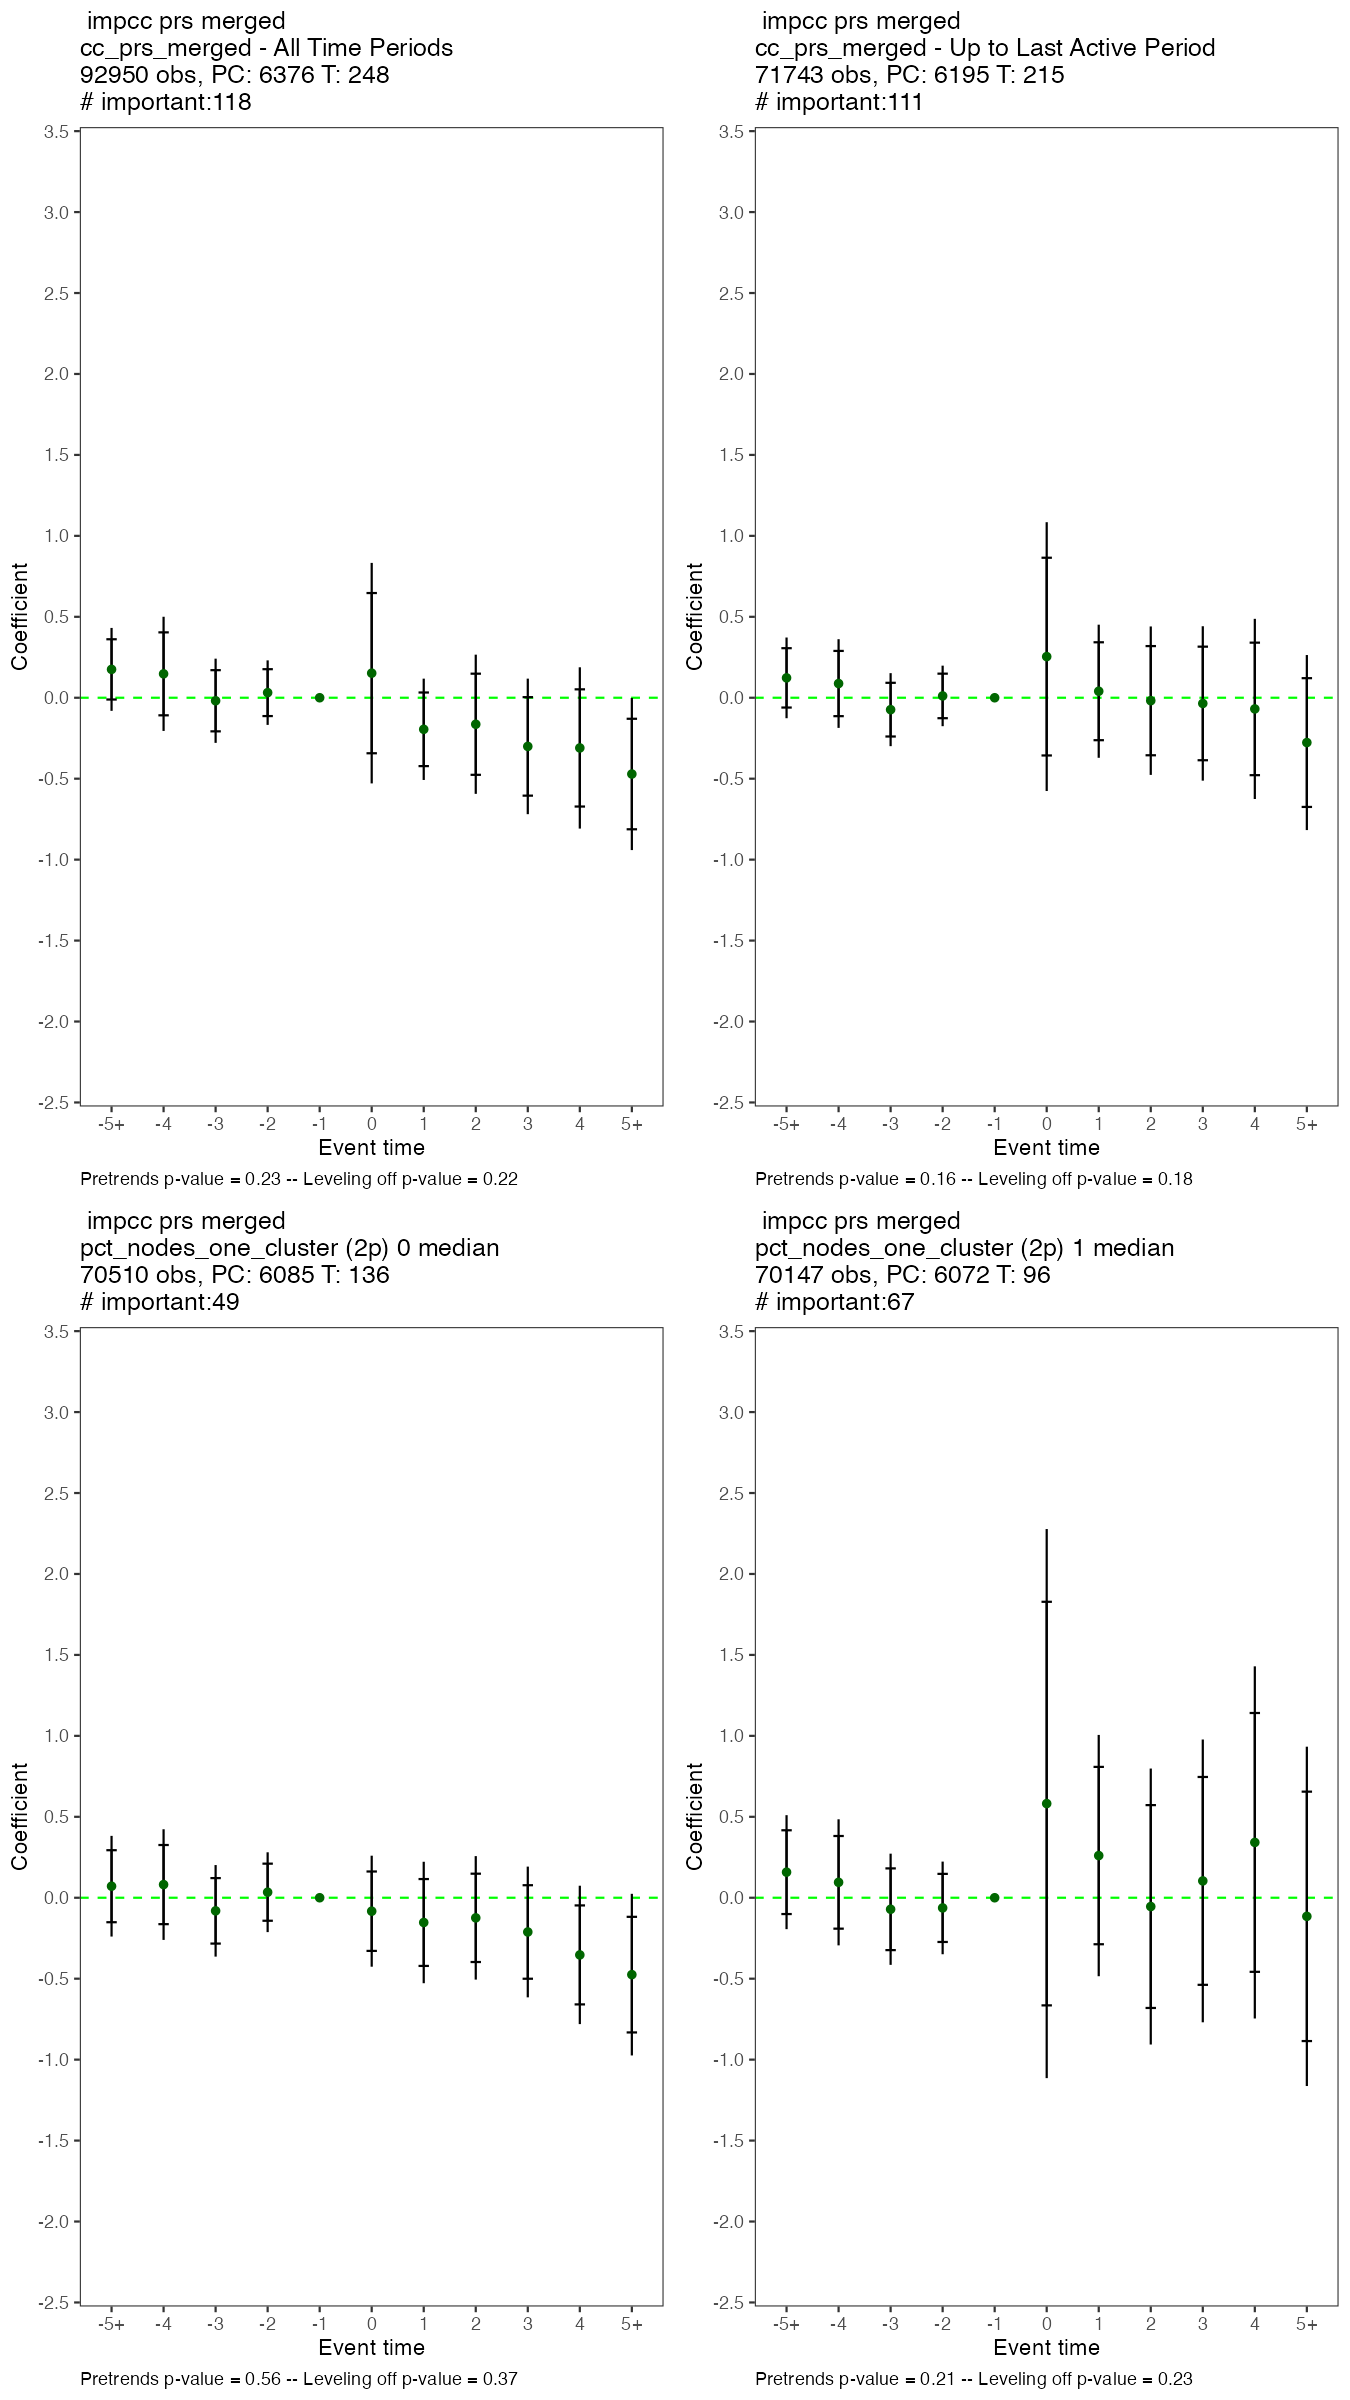 impcc prs merged
cc_prs_merged - All Time Periods
92950 obs, PC: 6376 T: 248
# important:118
3.5
3.0
2.5
2.0
1.5
1.0
0.5
0.0
-0.5
-1.0
-1.5
-2.0
-2.5
Coefficient
-5+ -4 -3 -2 -1 0 1 2 3 4 5+
Event time
Pretrends p-value = 0.23 -- Leveling off p-value = 0.22
impcc prs merged
cc_prs_merged - Up to Last Active Period
71743 obs, PC: 6195 T: 215
# important:111
3.5
3.0
2.5
2.0
1.5
1.0
0.5
0.0
-0.5
-1.0
-1.5
-2.0
-2.5
Coefficient
-5+ -4 -3 -2 -1 0 1 2 3 4 5+
Event time
Pretrends p-value = 0.16 -- Leveling off p-value = 0.18
impcc prs merged
pct_nodes_one_cluster (2p) 0 median
70510 obs, PC: 6085 T: 136
# important:49
3.5
3.0
2.5
2.0
1.5
1.0
0.5
0.0
-0.5
-1.0
-1.5
-2.0
-2.5
Coefficient
-5+ -4 -3 -2 -1 0 1 2 3 4 5+
Event time
Pretrends p-value = 0.56 -- Leveling off p-value = 0.37
impcc prs merged
pct_nodes_one_cluster (2p) 1 median
70147 obs, PC: 6072 T: 96
# important:67
3.5
3.0
2.5
2.0
1.5
1.0
0.5
0.0
-0.5
-1.0
-1.5
-2.0
-2.5
Coefficient
-5+ -4 -3 -2 -1 0 1 2 3 4 5+
Event time
Pretrends p-value = 0.21 -- Leveling off p-value = 0.23